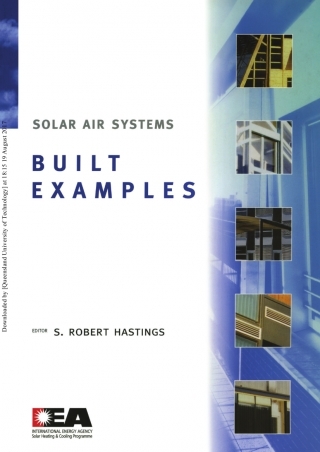 Downloaded by [Queensland University of Technology] at 18:15 19 August 2017
SOLAR AIR SYSTEMS
BUILT
EXAMPLES
EDITOR S. ROBERT HASTINGS
IEA
INTERNATIONAL ENERGY AGENCY
Solar Heating & Cooling Programme